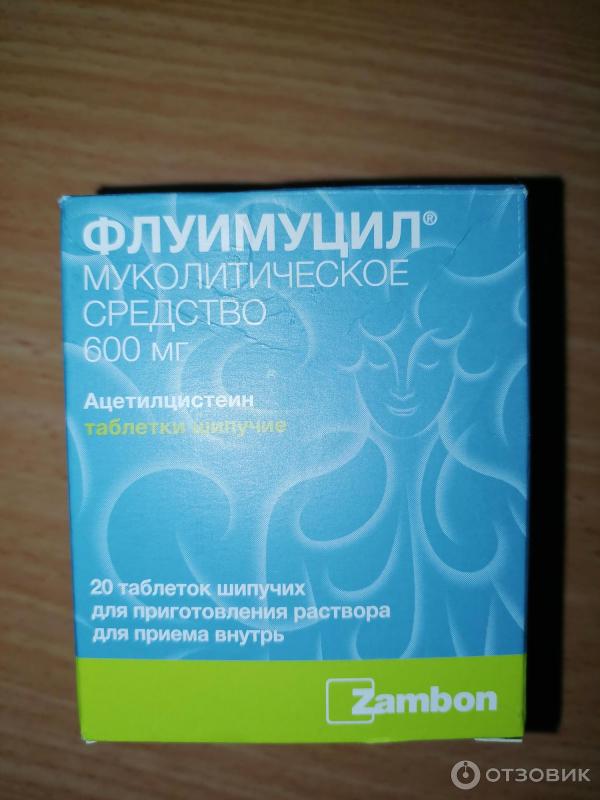 ФЛУИМУЦИЛ®
МУКОЛИТИЧЕСКОЕ
СРЕДСТВО
600 мг
Ацетилцистеин
таблетки шипучие
20 таблеток шипучих
для приготовления раствора
для приема внутрь
Zambon
ОТЗОВИК